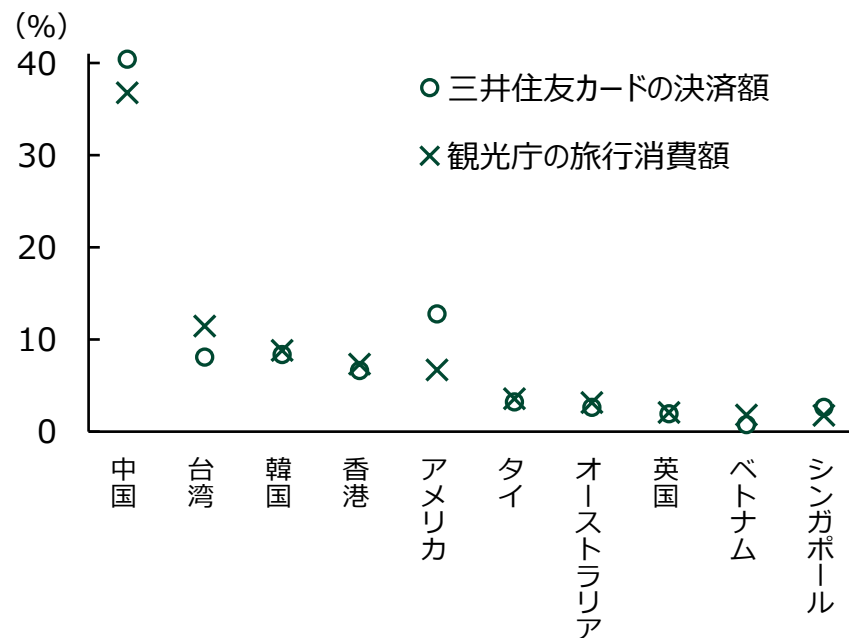 (%)
40
30
20
10
0
三井住友カードの決済額
観光庁の旅行消費額
中国
台湾
韓国
香港
アメリカ
タイ
オーストラリア
英国
ベトナム
シンガポール